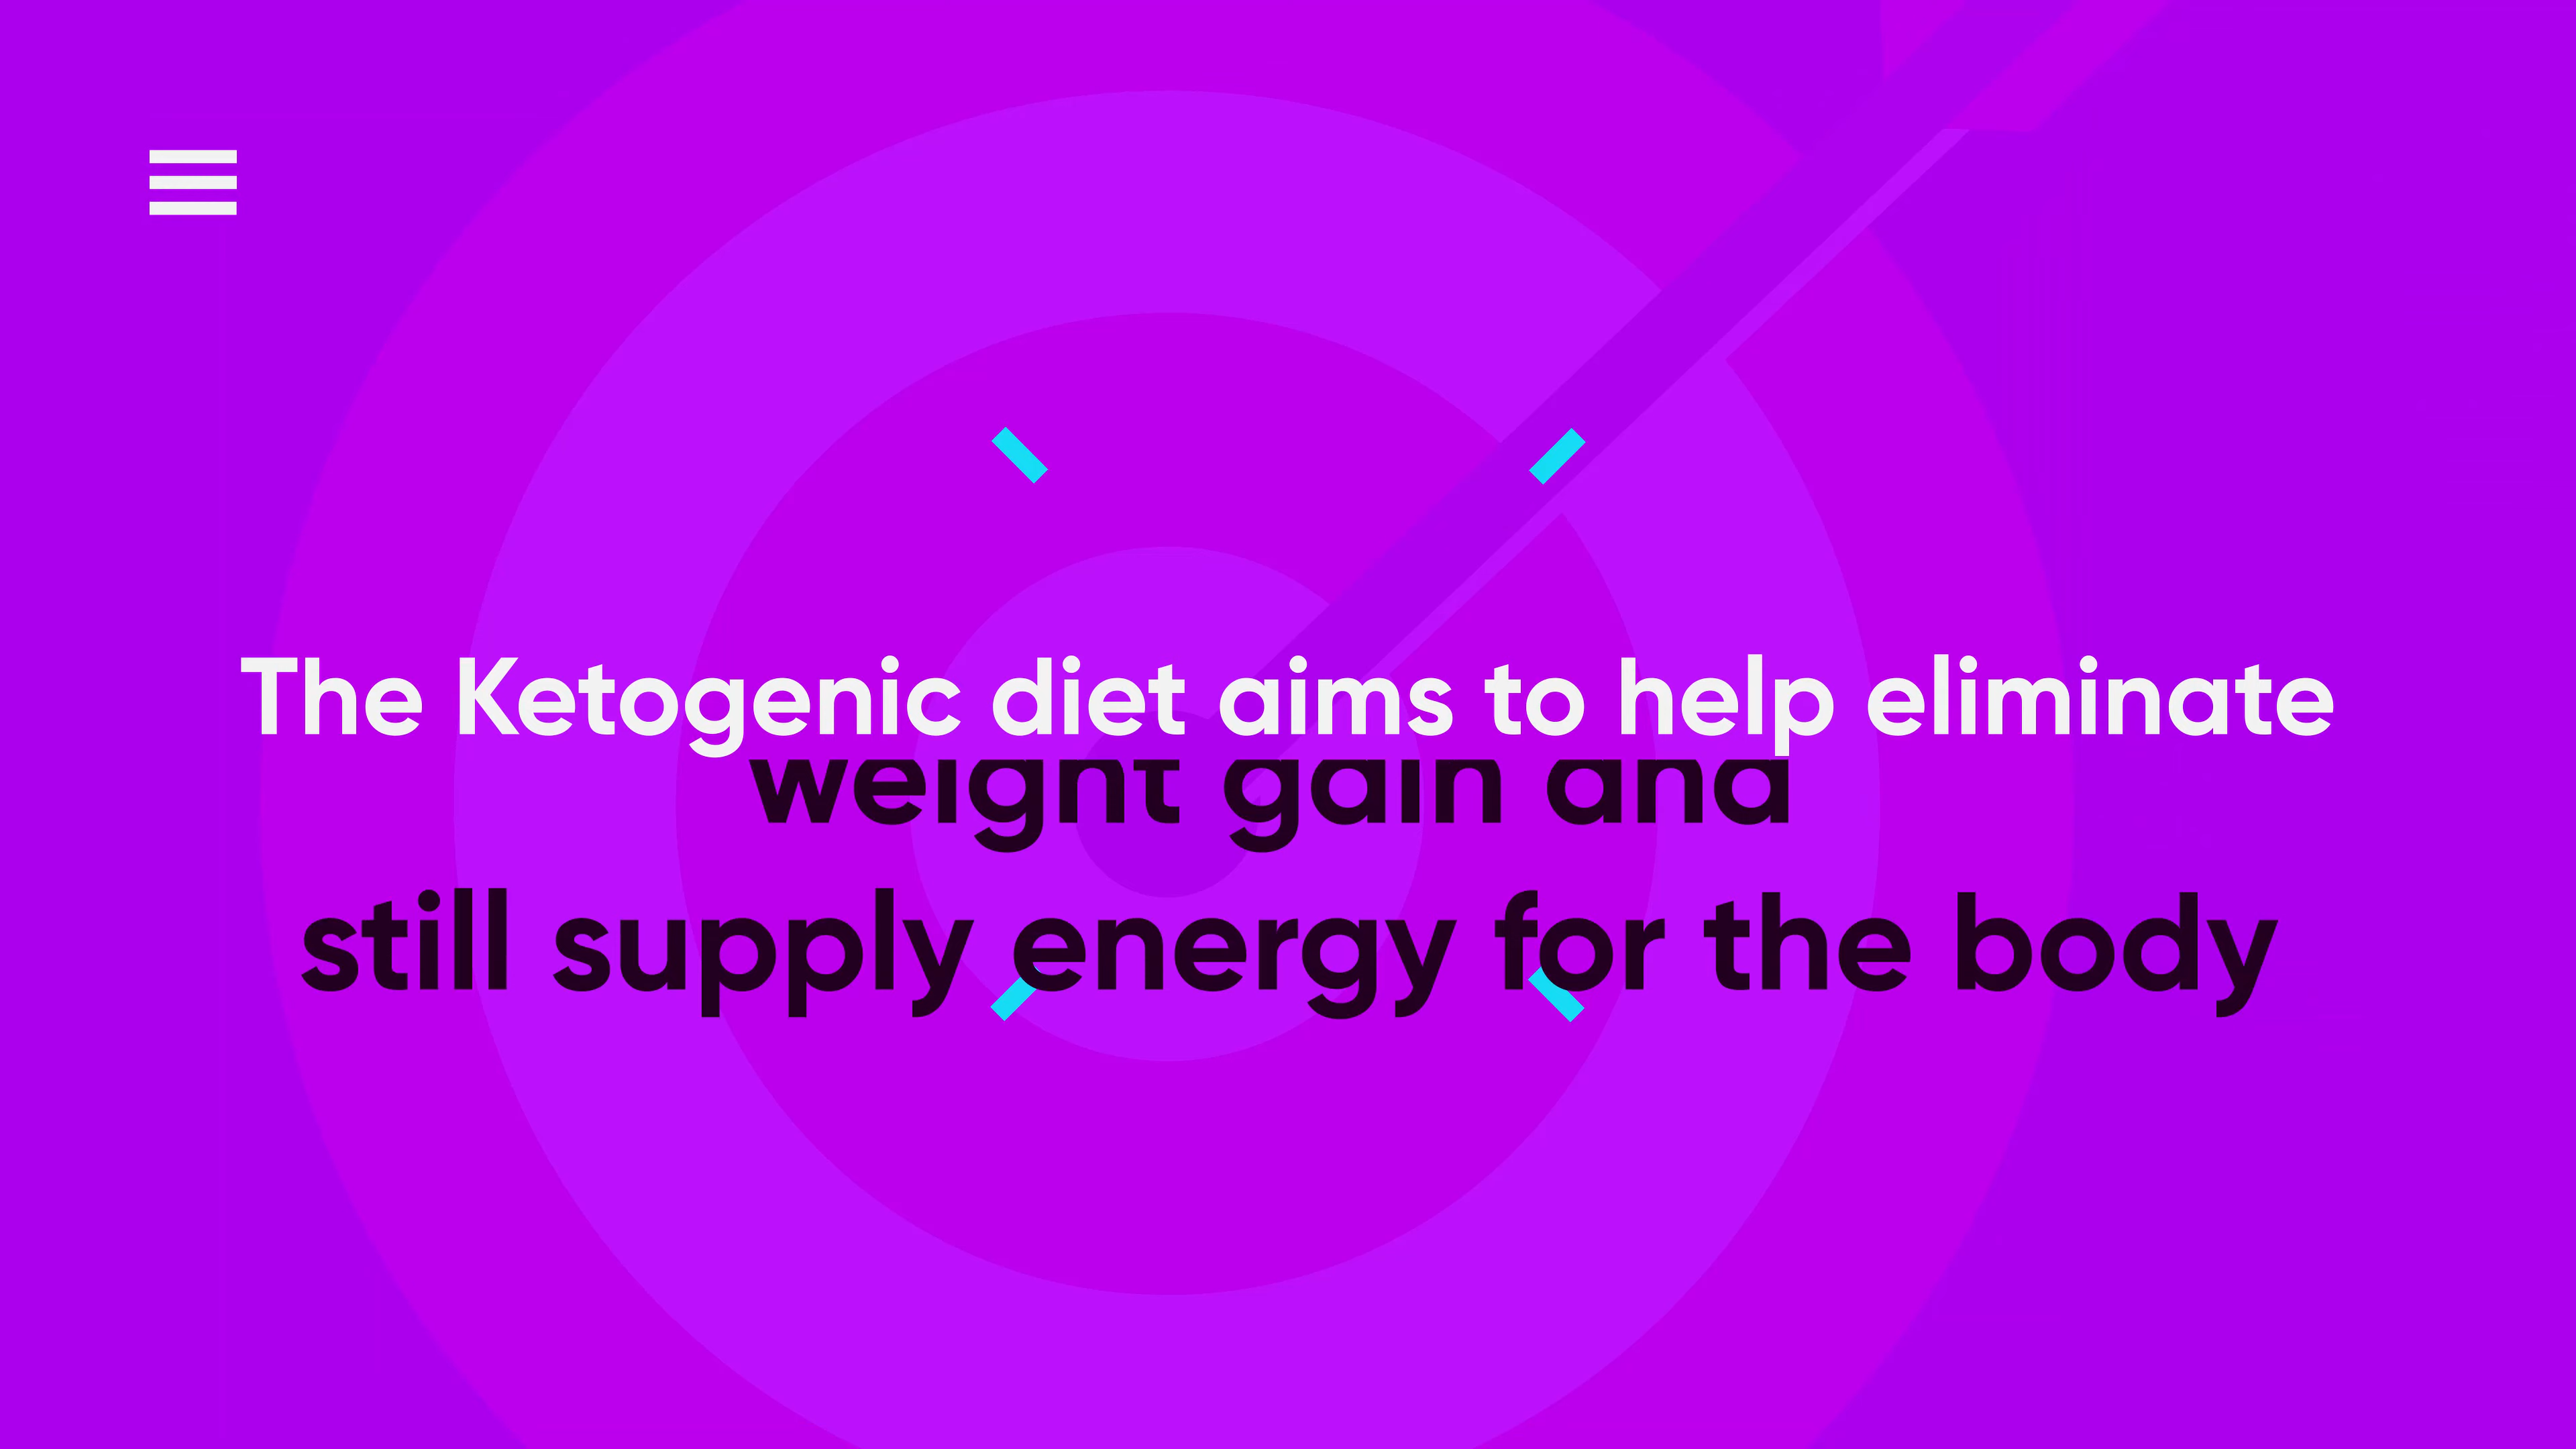 The Ketogenic diet aims to help eliminate
weight gain and
still supply energy for the body